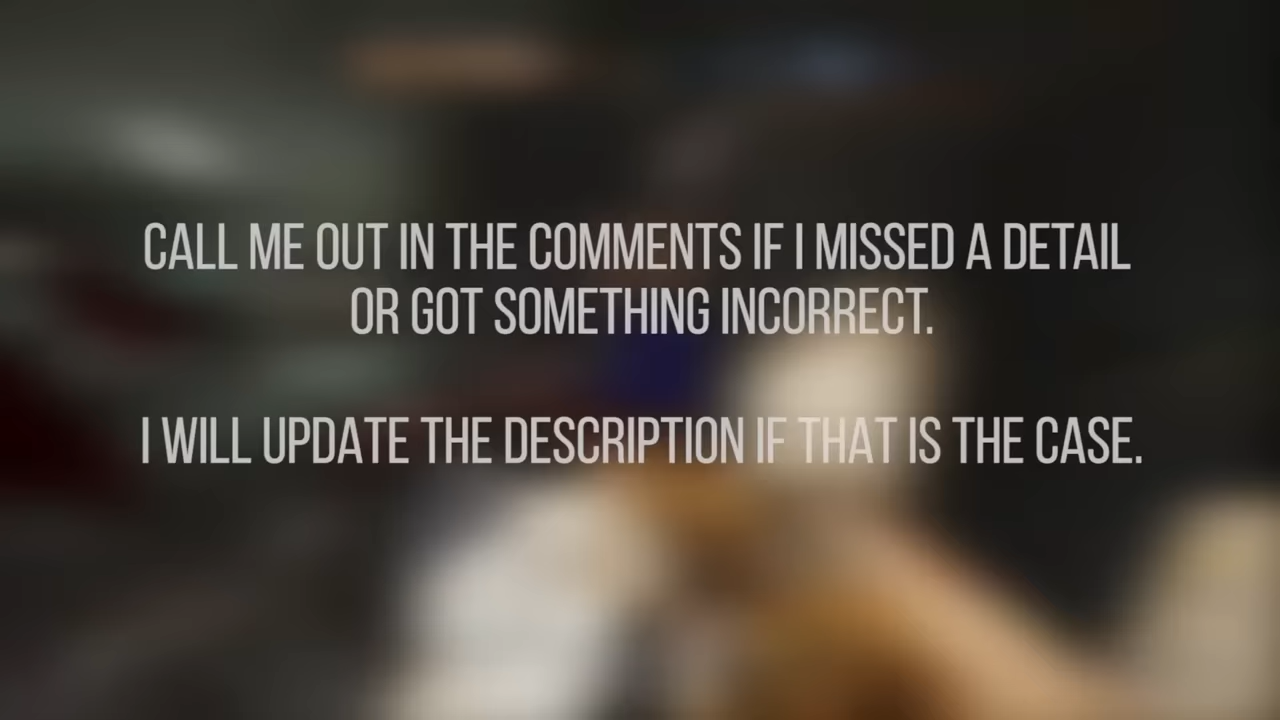 CALL ME OUT IN THE COMMENTS IF I MISSED A DETAIL
OR GOT SOMETHING INCORRECT.
I WILL UPDATE THE DESCRIPTION IF THAT IS THE CASE.